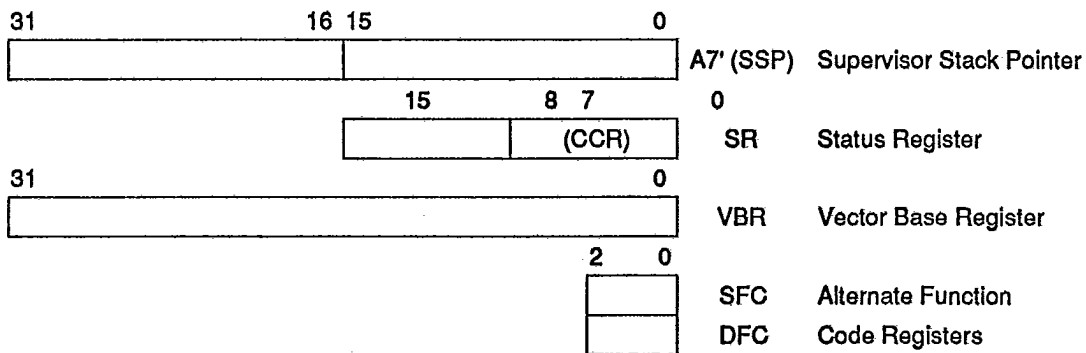 31 16 15 0
A7' (SSP) Supervisor Stack Pointer
15 8 7 0
(CCR) SR Status Register
31 0
VBR Vector Base Register
2 0
SFC Alternate Function
DFC Code Registers